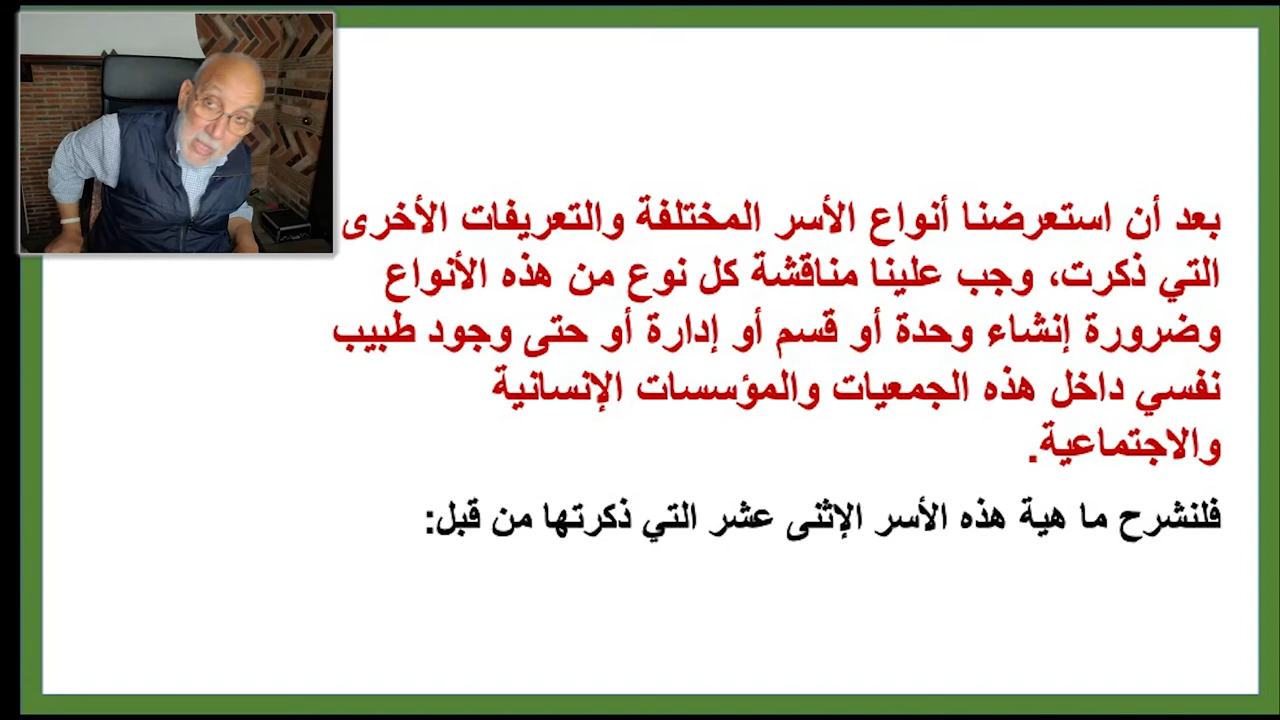 بعد أن استعرضنا أنواع الأسر المختلفة والتعريفات الأخرى
التي ذكرت، وجب علينا مناقشة كل نوع من هذه الأنواع
وضرورة إنشاء وحدة أو قسم أو إدارة أو حتى وجود طبيب
نفسي داخل هذه الجمعيات والمؤسسات الإنسانية
والاجتماعية.
فلنشرح ما هية هذه الأسر الإثنى عشر التي ذكرتها من قبل: